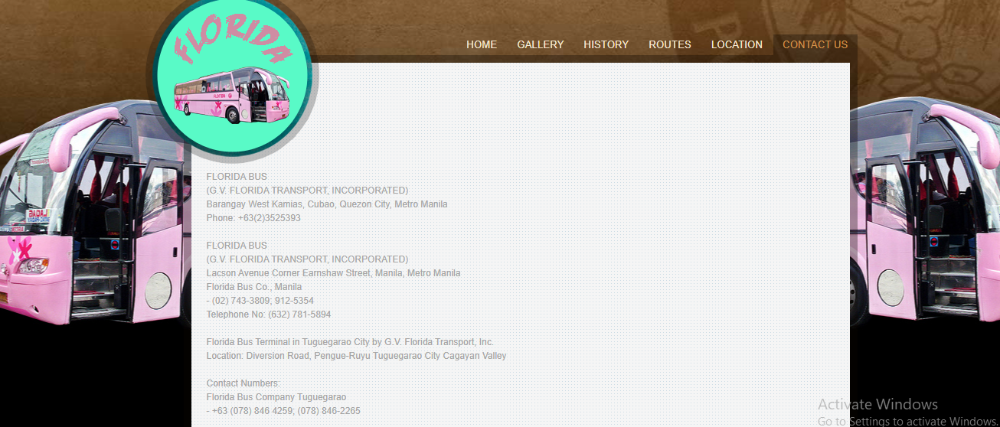 FLORIDA
FLORIDA
HOME GALLERY HISTORY ROUTES LOCATION CONTACT US
FLORIDA BUS
(G.V. FLORIDA TRANSPORT, INCORPORATED)
Barangay West Kamias, Cubao, Quezon City, Metro Manila
Phone: +63(2)3525393
FLORIDA BUS
(G.V. FLORIDA TRANSPORT, INCORPORATED)
Lacson Avenue Corner Earnshaw Street, Manila, Metro Manila
Florida Bus Co., Manila
- (02) 743-3809; 912-5354
Telephone No: (632) 781-5894
Florida Bus Terminal in Tuguegarao City by G.V. Florida Transport, Inc.
Location: Diversion Road, Pengue-Ruyu Tuguegarao City Cagayan Valley
Contact Numbers:
Florida Bus Company Tuguegarao
- +63 (078) 846 4259; (078) 846-2265
Activate Windows
Go to Settings to activate Windows.